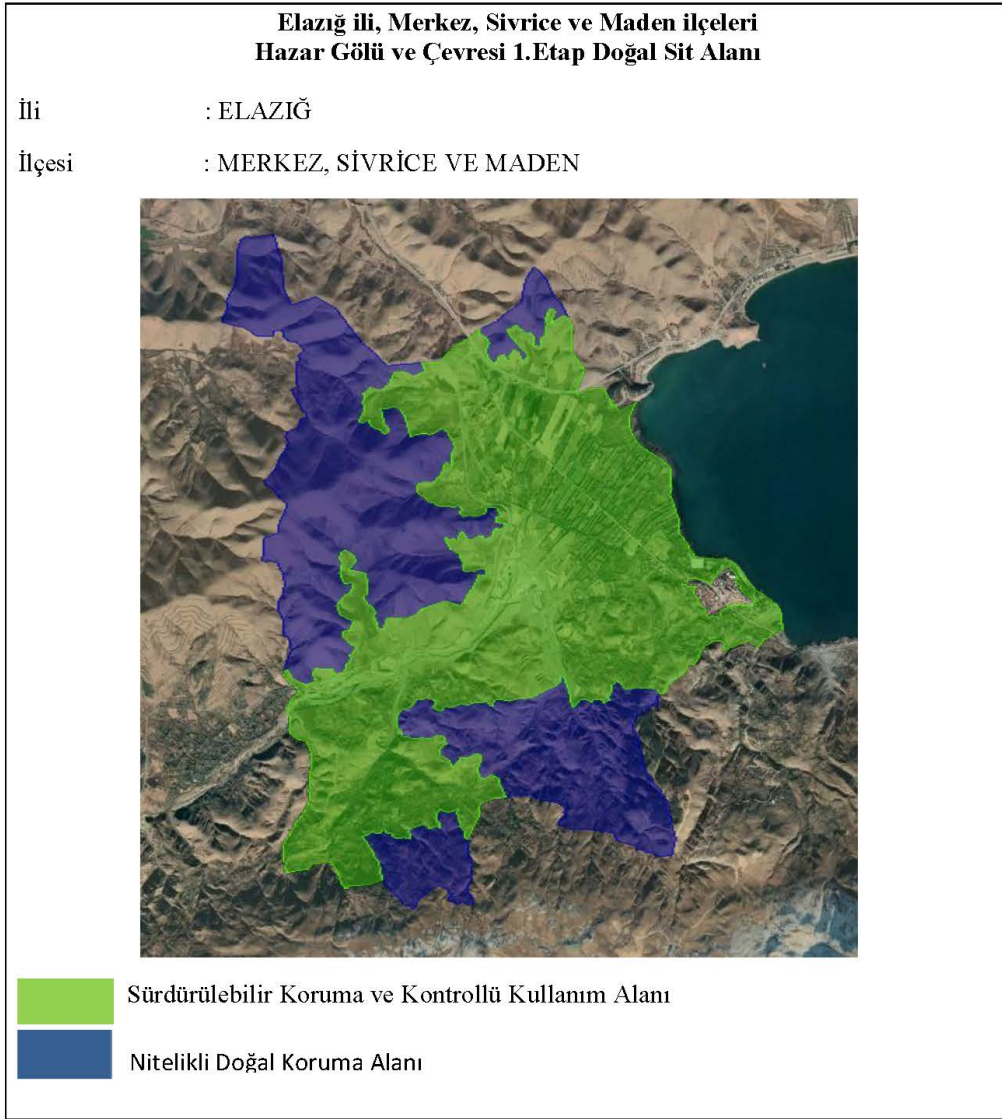 Elazığ ili, Merkez, Sivrice ve Maden ilçeleri
Hazar Gölü ve Çevresi 1.Etap Doğal Sit Alanı
İli : ELAZIĞ
İlçesi : MERKEZ, SİVRİCE VE MADEN
Sürdürülebilir Koruma ve Kontrollü Kullanım Alanı
Nitelikli Doğal Koruma Alanı